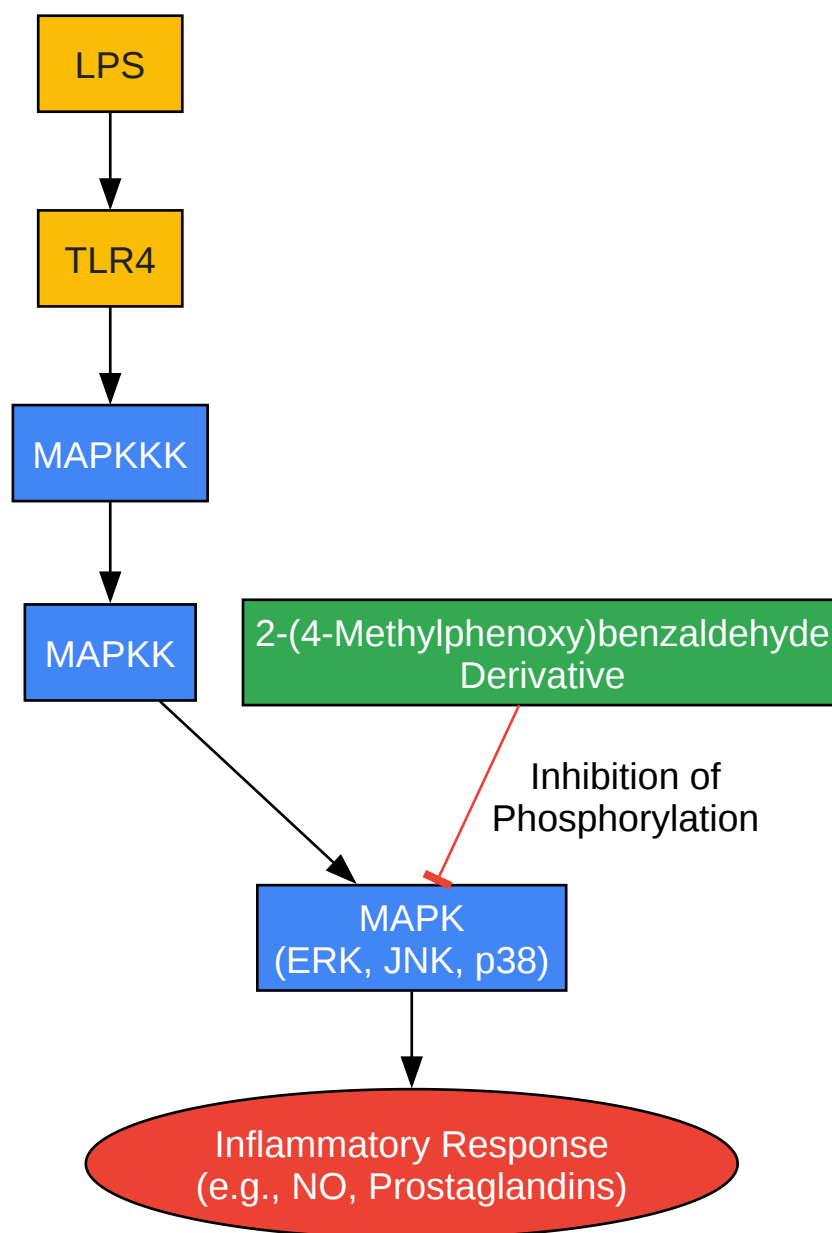 LPS
TLR4
MAPKKK
MAPKK
2-(4-Methylphenoxy)benzaldehyde
Derivative
Inhibition of
Phosphorylation
MAPK
(ERK, JNK, p38)
Inflammatory Response
(e.g., NO, Prostaglandins)